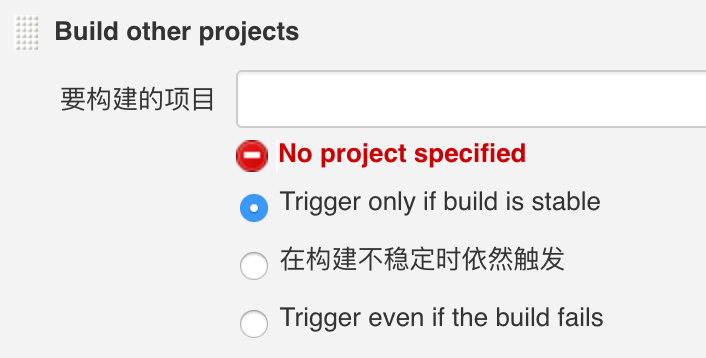 Build other projects
要构建的项目
No project specified
Trigger only if build is stable
在构建不稳定时依然触发
Trigger even if the build fails